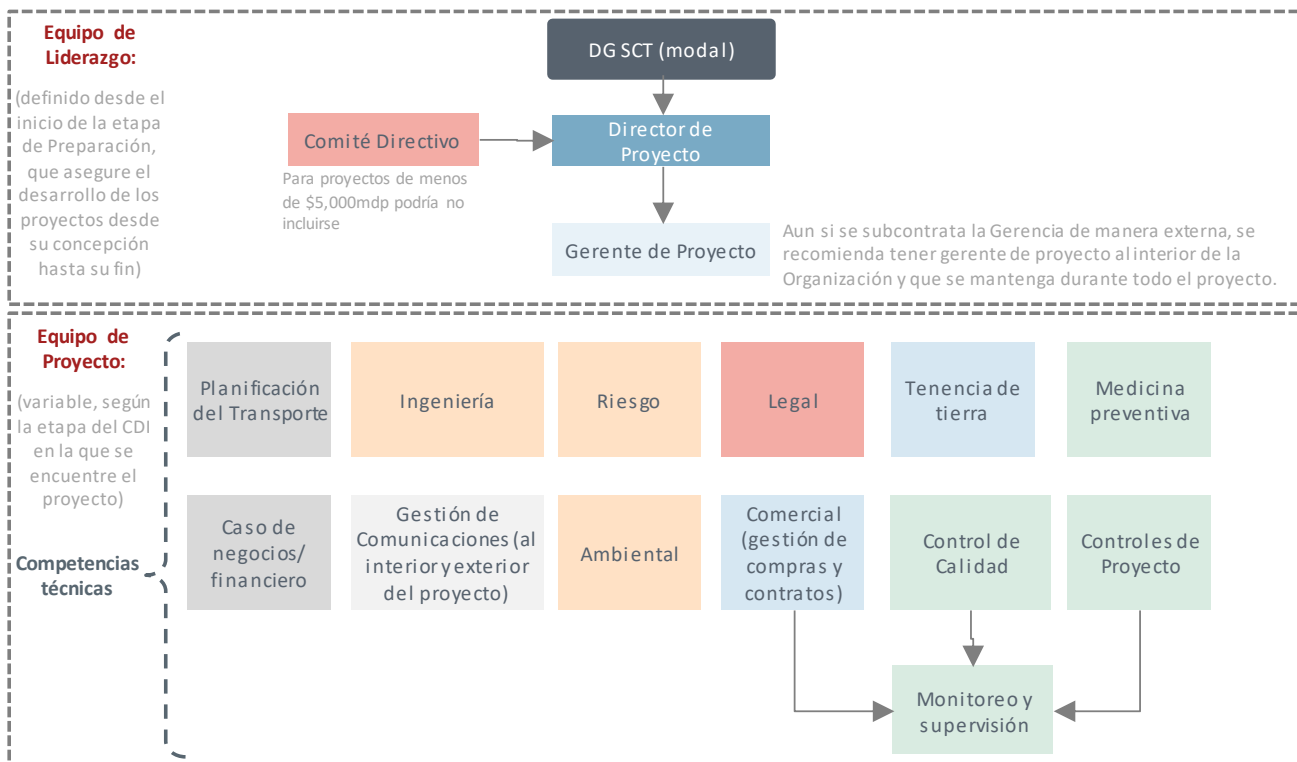 Equipo de
Liderazgo:
(definido desde el
inicio de la etapa
de Preparación,
que asegure el
desarrollo de los
proyectos desde
su concepción
hasta su fin)
DG SCT (modal)
Comité Directivo
Director de
Proyecto
Para proyectos de menos
de $5,000mdp podría no
incluirse
Gerente de Proyecto
Aun si se subcontrata la Gerencia de manera externa, se
recomienda tener gerente de proyecto al interior de la
Organización y que se mantenga durante todo el proyecto.
Equipo de
Proyecto:
(variable, según
la etapa del CDI
en la que se
encuentre el
proyecto)
Competencias
técnicas
Planificación
del Transporte
Ingeniería
Riesgo
Legal
Tenencia de
tierra
Medicina
preventiva
Caso de
negocios/
financiero
Gestión de
Comunicaciones (al
interior y exterior
del proyecto)
Ambiental
Comercial
(gestión de
compras y
contratos)
Control de
Calidad
Controles de
Proyecto
Monitoreo y
supervisión